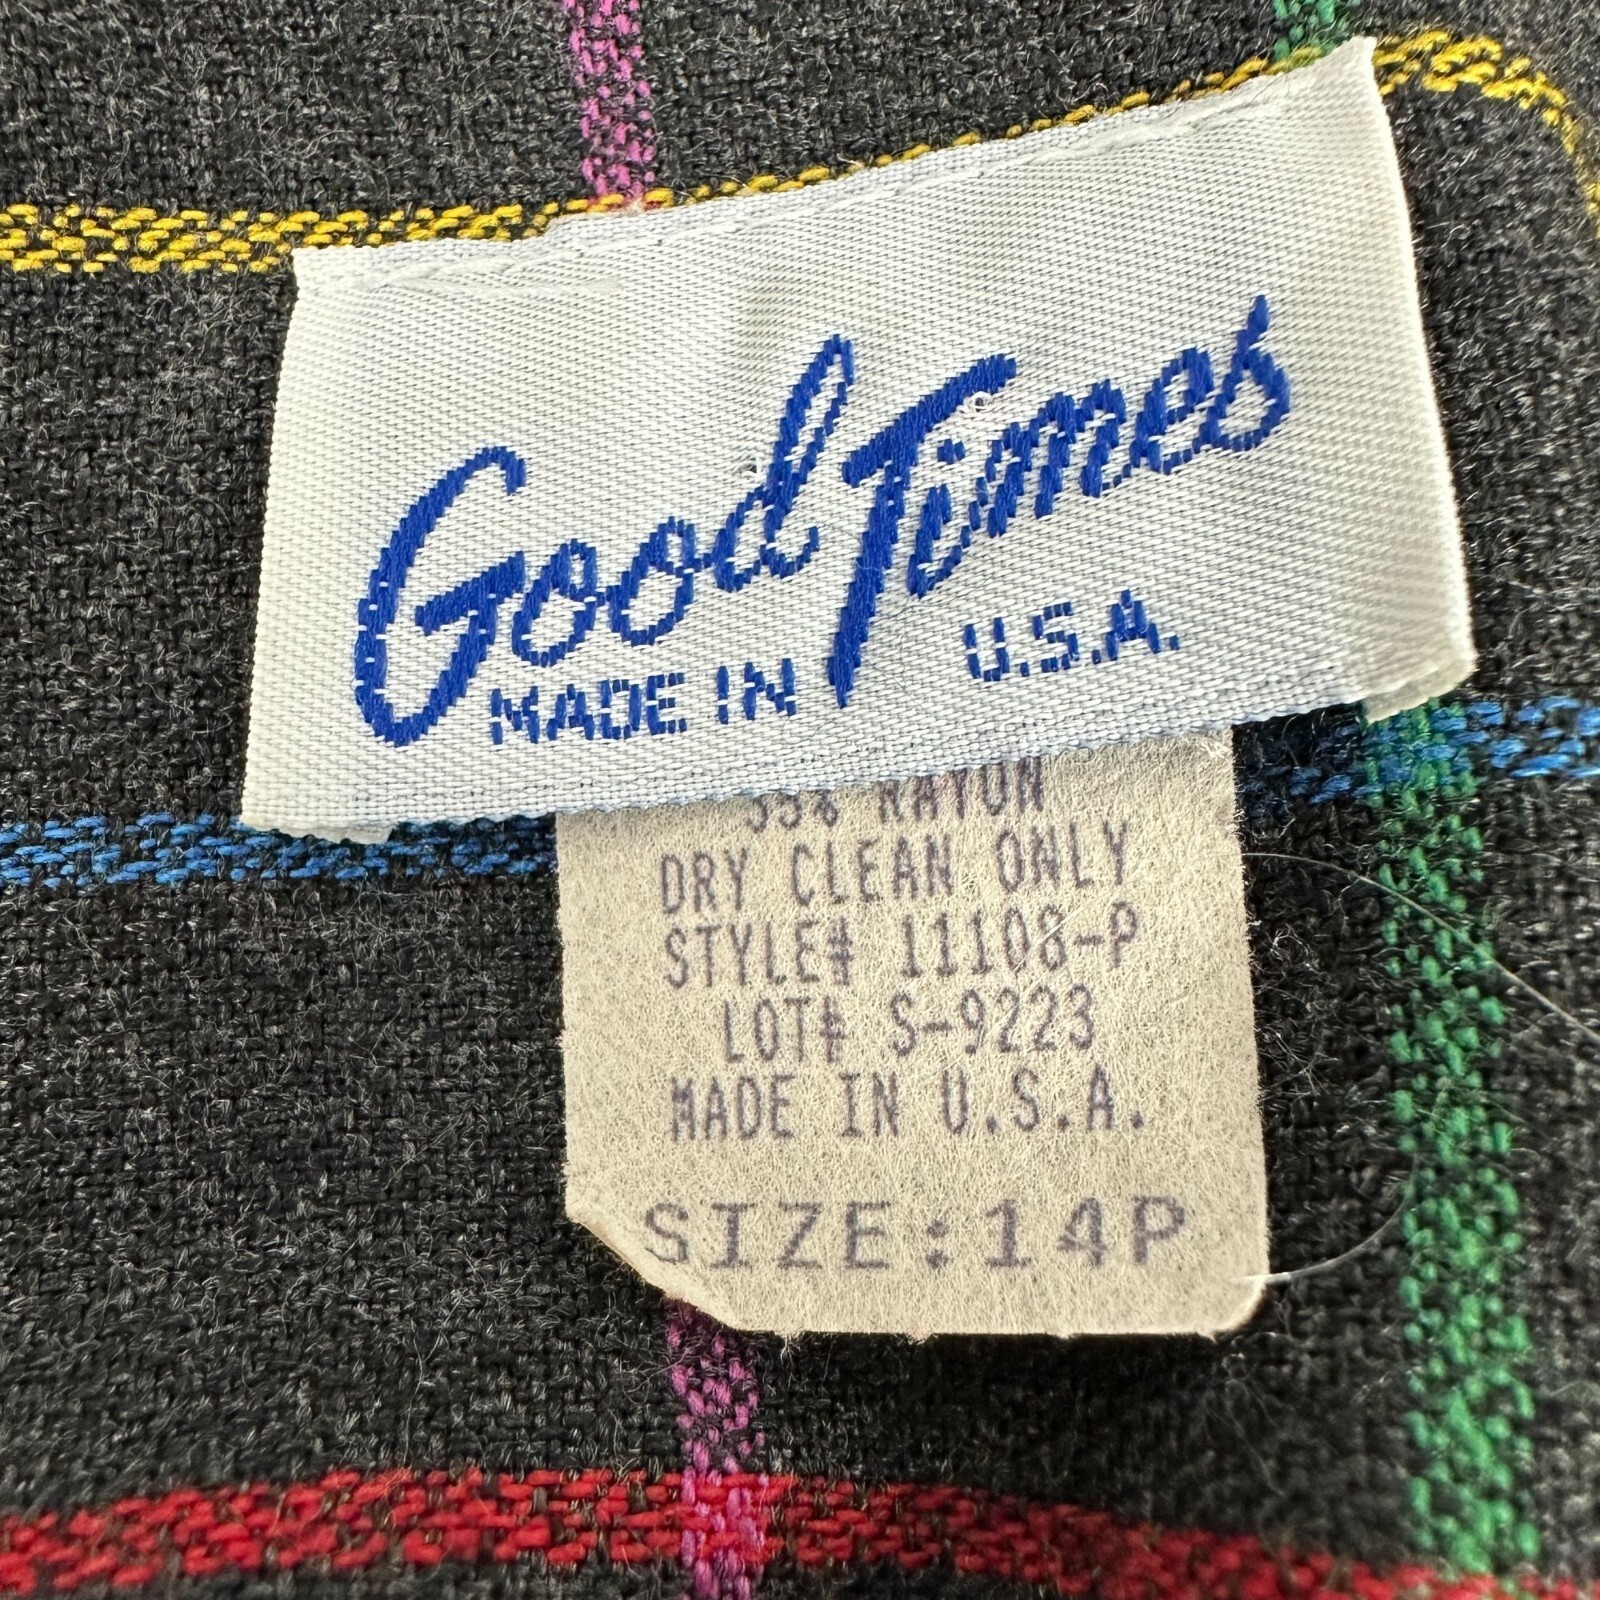 Good Times
MADE IN U.S.A.
RAYON
DRY CLEAN ONLY
STYLE# 11108-P
LOT# S-9223
MADE IN U.S.A.
SIZE:14P